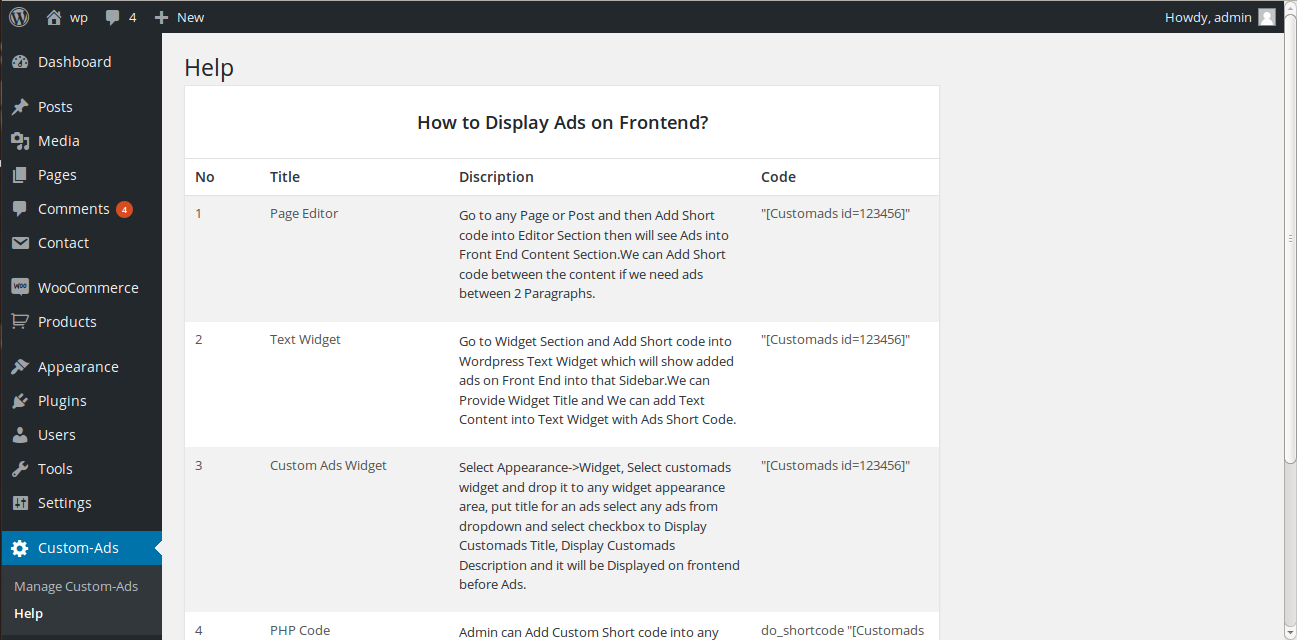 wp 4 New Howdy, admin
Dashboard
Posts
Media
Pages
Comments 4
Contact
WOO WooCommerce
Products
Appearance
Plugins
Users
Tools
Settings
Custom-Ads
Manage Custom-Ads
Help
Help
How to Display Ads on Frontend?
No Title Discription Code
1 Page Editor Go to any Page or Post and then Add Short "[Customads id=123456]"
code into Editor Section then will see Ads into
Front End Content Section.We can Add Short
code between the content if we need ads
between 2 Paragraphs.
2 Text Widget Go to Widget Section and Add Short code into "[Customads id=123456]"
Wordpress Text Widget which will show added
ads on Front End into that Sidebar.We can
Provide Widget Title and We can add Text
Content into Text Widget with Ads Short Code.
3 Custom Ads Widget Select Appearance->Widget, Select customads "[Customads id=123456]"
widget and drop it to any widget appearance
area, put title for an ads select any ads from
dropdown and select checkbox to Display
Customads Title, Display Customads
Description and it will be Displayed on frontend
before Ads.
4 PHP Code Admin can Add Custom Short code into any do_shortcode "[Customads